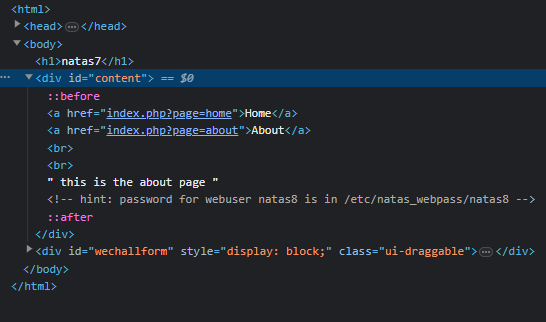 <html>
<head> ⋯ </head>
<body>
<h1>natas7</h1>
⋯ <div id="content"> == $0
::before
<a href="index.php?page=home">Home</a>
<a href="index.php?page=about">About</a>
<br>
<br>
" this is the about page "
<!-- hint: password for webuser natas8 is in /etc/natas_webpass/natas8 -->
::after
</div>
<div id="wechallform" style="display: block;" class="ui-draggable"> ⋯ </div>
</body>
</html>